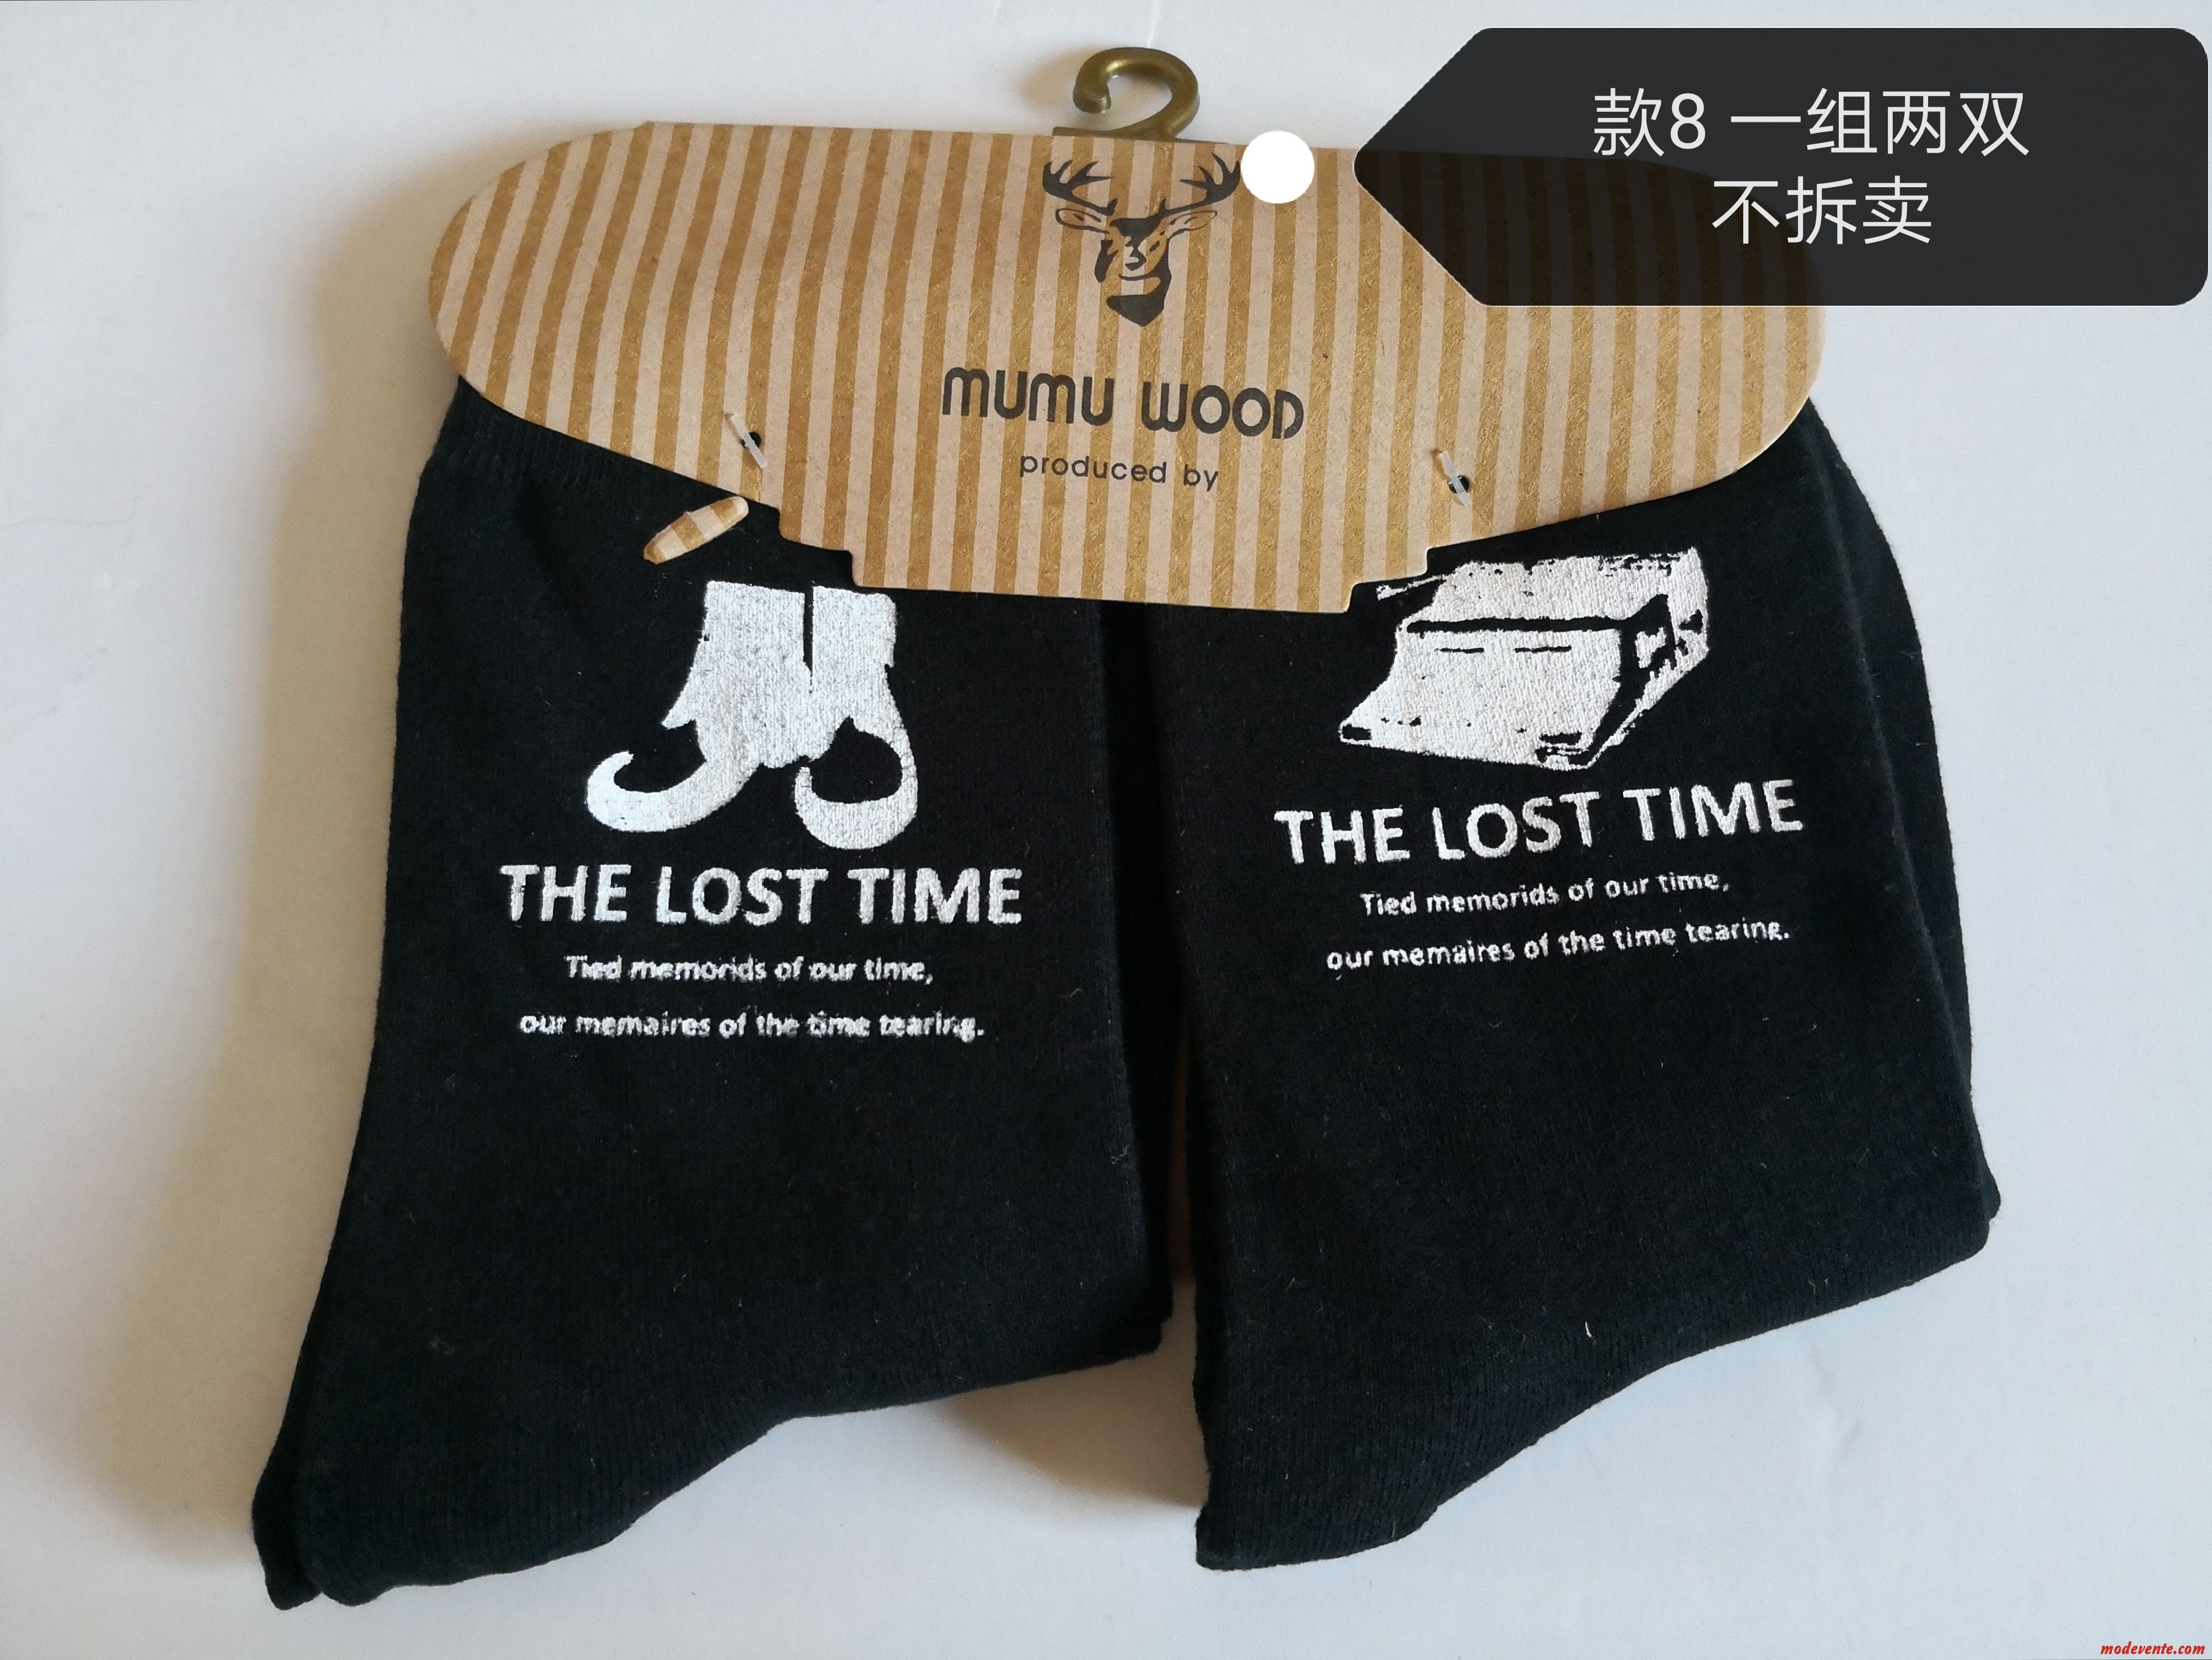 款8 一组两双
不拆卖
MUMU WOOD
produced by
THE LOST TIME
Tied memorids of our time,
our memaires of the time tearing.
THE LOST TIME
Tied memorids of our time,
our memaires of the time tearing.
modevente.com